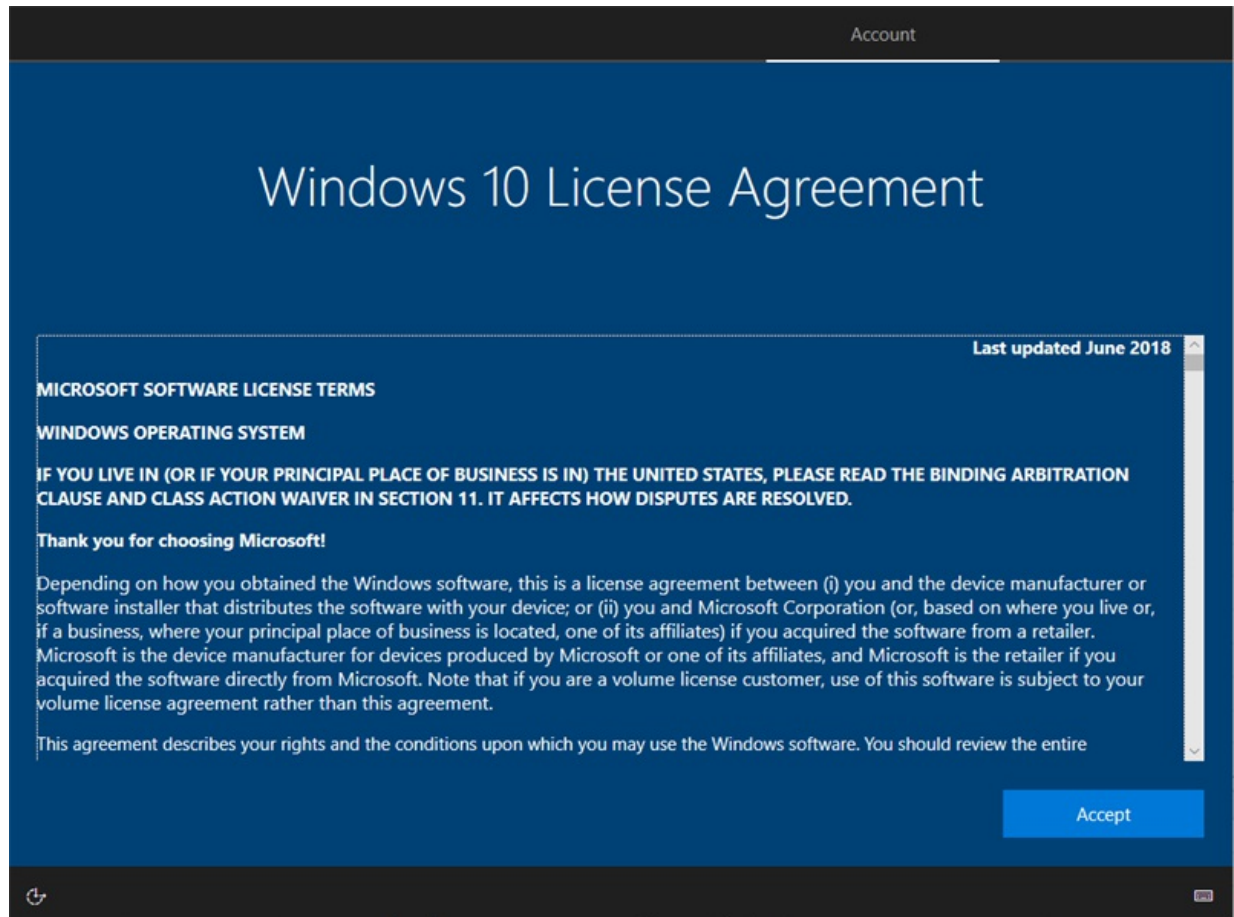 Account
Windows 10 License Agreement
Last updated June 2018
MICROSOFT SOFTWARE LICENSE TERMS
WINDOWS OPERATING SYSTEM
IF YOU LIVE IN (OR IF YOUR PRINCIPAL PLACE OF BUSINESS IS IN) THE UNITED STATES, PLEASE READ THE BINDING ARBITRATION
CLAUSE AND CLASS ACTION WAIVER IN SECTION 11. IT AFFECTS HOW DISPUTES ARE RESOLVED.
Thank you for choosing Microsoft!
Depending on how you obtained the Windows software, this is a license agreement between (i) you and the device manufacturer or
software installer that distributes the software with your device; or (ii) you and Microsoft Corporation (or, based on where you live or,
if a business, where your principal place of business is located, one of its affiliates) if you acquired the software from a retailer.
Microsoft is the device manufacturer for devices produced by Microsoft or one of its affiliates, and Microsoft is the retailer if you
acquired the software directly from Microsoft. Note that if you are a volume license customer, use of this software is subject to your
volume license agreement rather than this agreement.
This agreement describes your rights and the conditions upon which you may use the Windows software. You should review the entire
Accept